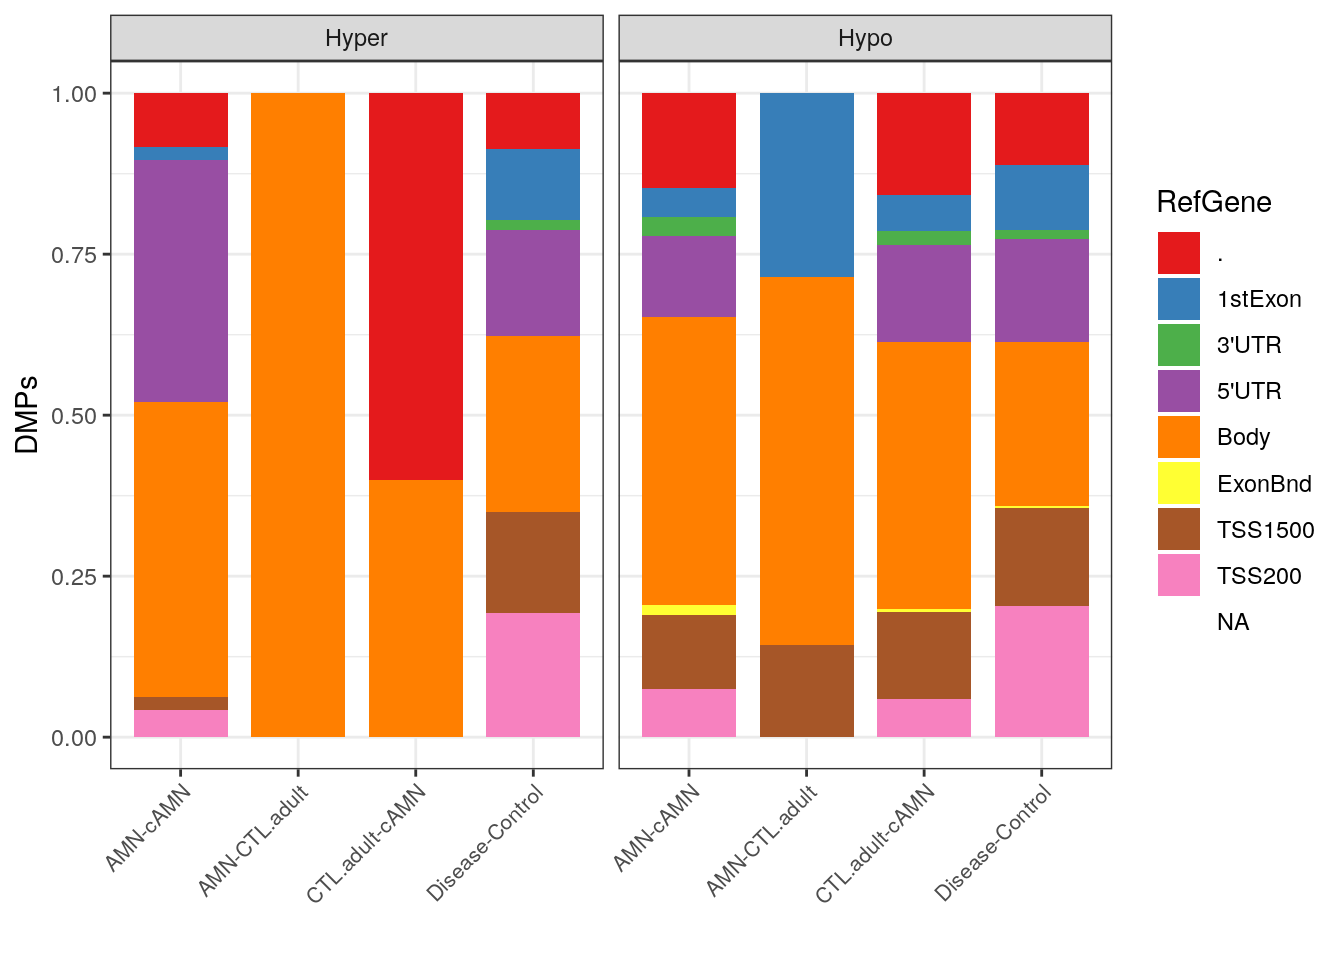 Hyper
Hypo
DMPs
1.00
0.75
0.50
0.25
0.00
AMN-cAMN
AMN-CTL.adult
CTL.adult-cAMN
Disease-Control
AMN-cAMN
AMN-CTL.adult
CTL.adult-cAMN
Disease-Control
RefGene
.
1stExon
3'UTR
5'UTR
Body
ExonBnd
TSS1500
TSS200
NA